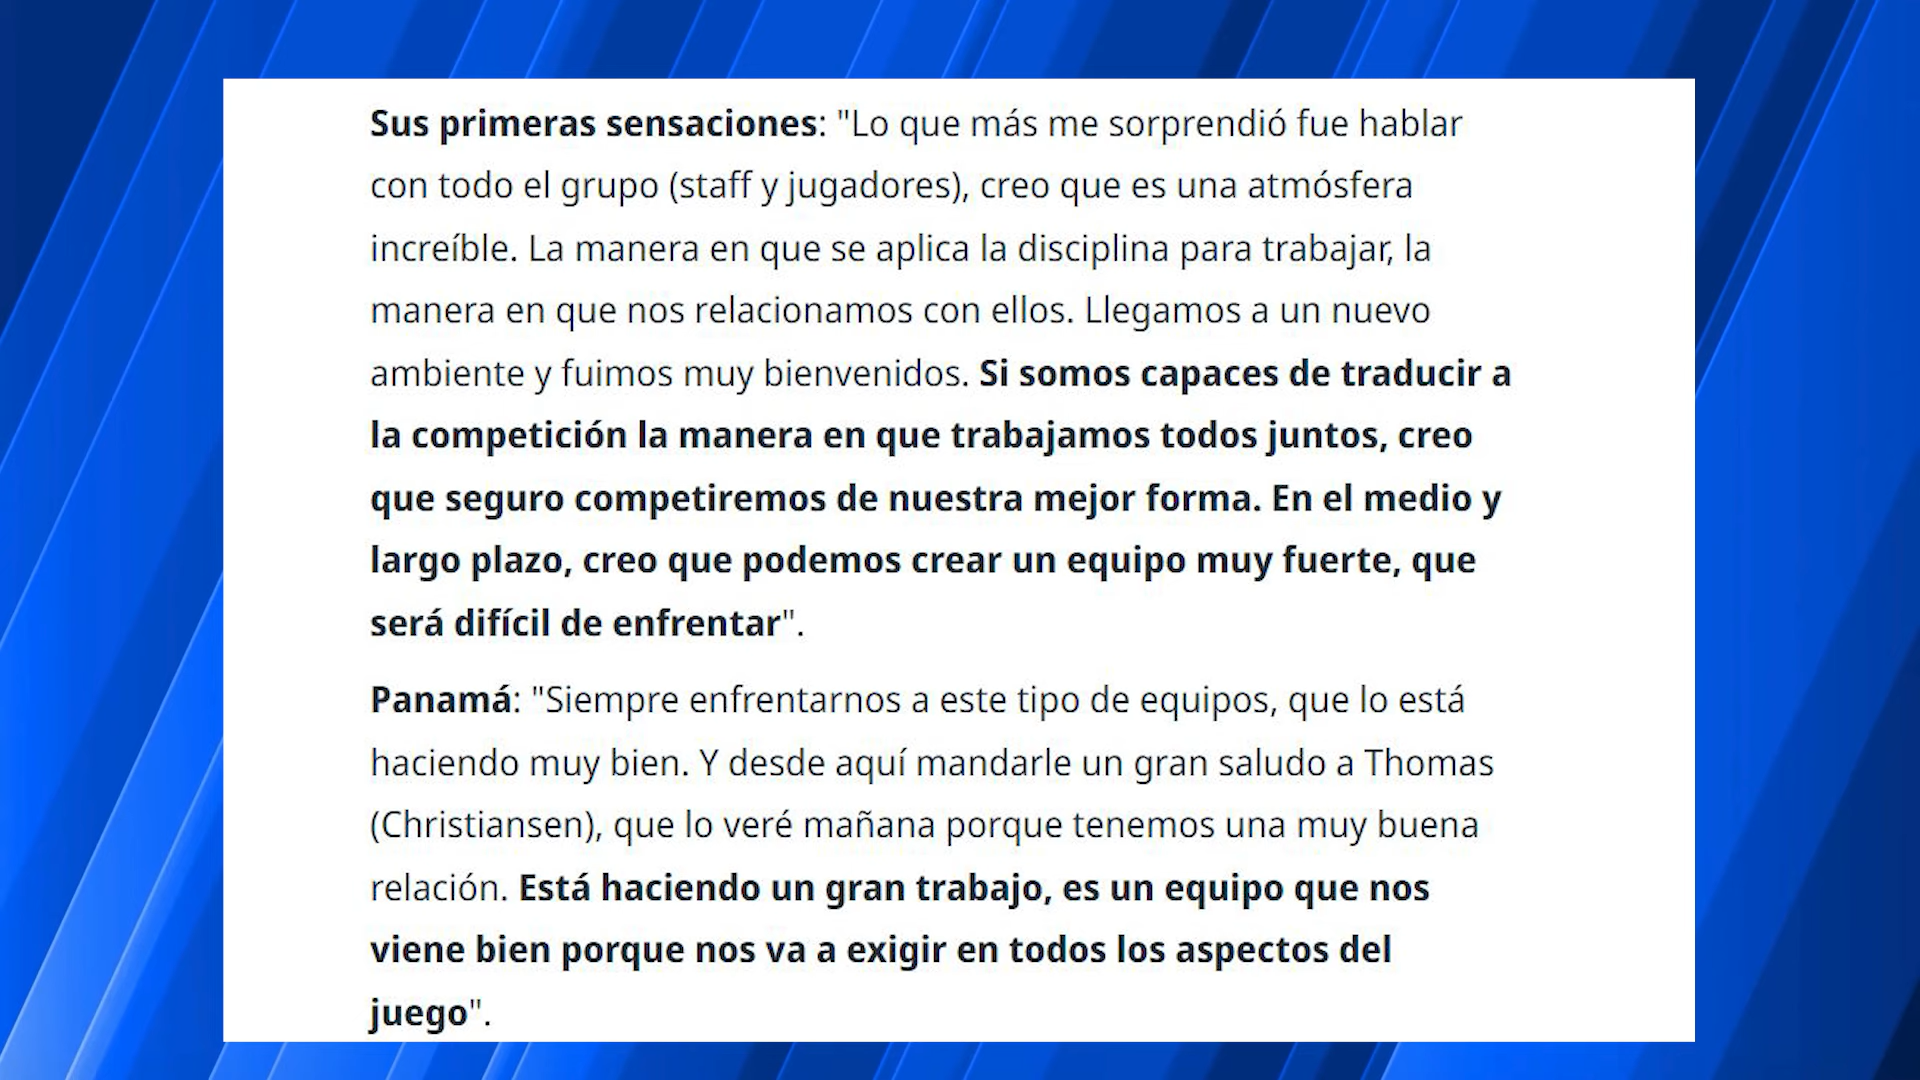 Sus primeras sensaciones: "Lo que más me sorprendió fue hablar
con todo el grupo (staff y jugadores), creo que es una atmósfera
increíble. La manera en que se aplica la disciplina para trabajar, la
manera en que nos relacionamos con ellos. Llegamos a un nuevo
ambiente y fuimos muy bienvenidos. Si somos capaces de traducir a
la competición la manera en que trabajamos todos juntos, creo
que seguro competiremos de nuestra mejor forma. En el medio y
largo plazo, creo que podemos crear un equipo muy fuerte, que
será difícil de enfrentar".
Panamá: "Siempre enfrentarnos a este tipo de equipos, que lo está
haciendo muy bien. Y desde aquí mandarle un gran saludo a Thomas
(Christiansen), que lo veré mañana porque tenemos una muy buena
relación. Está haciendo un gran trabajo, es un equipo que nos
viene bien porque nos va a exigir en todos los aspectos del
juego".